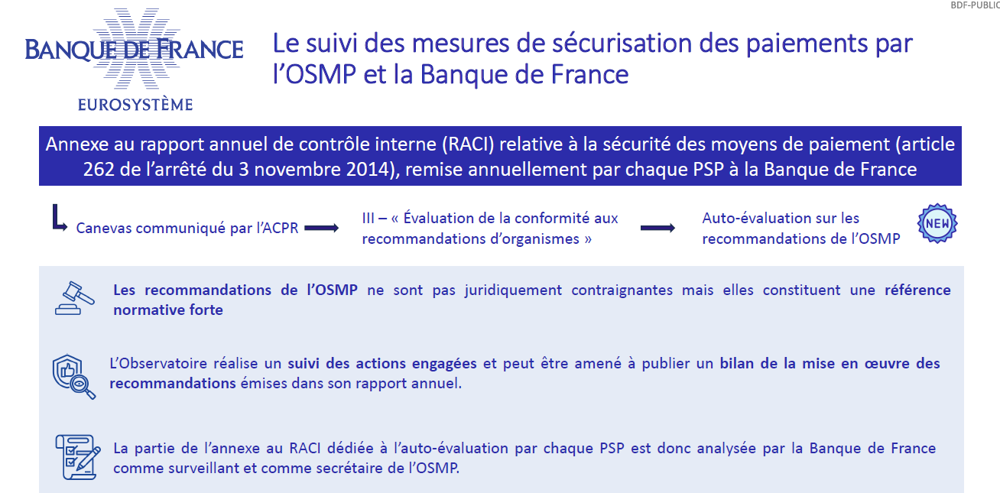 BDF-PUBLIC
BANQUE DE FRANCE
EUROSYSTÈME
Le suivi des mesures de sécurisation des paiements par
l’OSMP et la Banque de France
Annexe au rapport annuel de contrôle interne (RACI) relative à la sécurité des moyens de paiement (article
262 de l’arrêté du 3 novembre 2014), remise annuellement par chaque PSP à la Banque de France
Canevas communiqué par l’ACPR
III – « Évaluation de la conformité aux
recommandations d’organismes »
Auto-évaluation sur les
recommandations de l’OSMP
NEW
Les recommandations de l’OSMP ne sont pas juridiquement contraignantes mais elles constituent une référence
normative forte
L’Observatoire réalise un suivi des actions engagées et peut être amené à publier un bilan de la mise en œuvre des
recommandations émises dans son rapport annuel.
La partie de l’annexe au RACI dédiée à l’auto-évaluation par chaque PSP est donc analysée par la Banque de France
comme surveillant et comme secrétaire de l’OSMP.